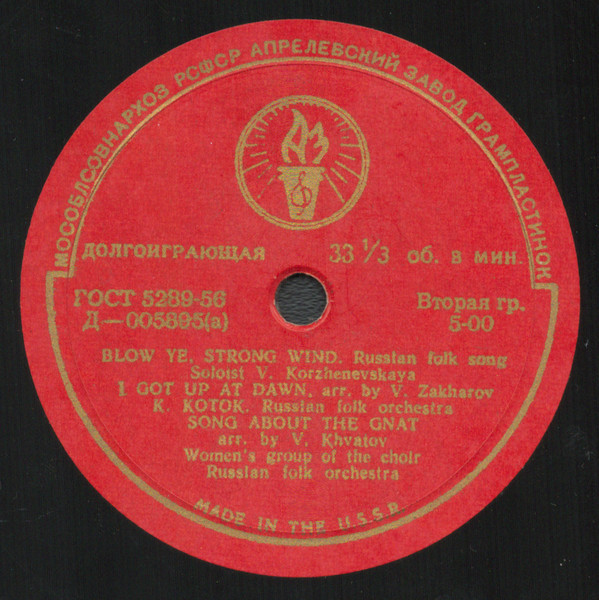 МОСОБЛСОВНАРХОЗ РСФСР АПРЕЛЕВСКИЙ ЗАВОД ГРАМПЛАСТИНОК
АЗ
ДОЛГОИГРАЮЩАЯ 33 1/3 об. в мин.
ГОСТ 5289-56 Вторая гр.
Д—005895(а) 5-00
BLOW YE, STRONG WIND. Russian folk song
Soloist V. Korzhenevskaya
I GOT UP AT DAWN, arr. by V. Zakharov
K. KOTOK. Russian folk orchestra
SONG ABOUT THE GNAT
arr. by V. Khvatov
Women's group of the choir
Russian folk orchestra
MADE IN THE U.S.S.R.